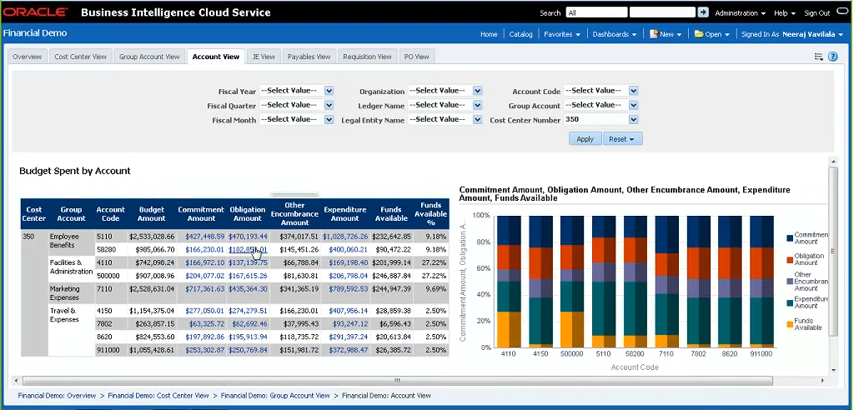 ORACLE Business Intelligence Cloud Service Search All Administration Help Sign Out
Financial Demo Home Catalog Favorites Dashboards New Open Signed In As Neeraj Vavilala
Overview Cost Center View Group Account View Account View JE View Payables View Requisition View PO View
Fiscal Year --Select Value-- Organization --Select Value-- Account Code --Select Value--
Fiscal Quarter --Select Value-- Ledger Name --Select Value-- Group Account --Select Value--
Fiscal Month --Select Value-- Legal Entity Name --Select Value-- Cost Center Number 350
Apply Reset
Budget Spent by Account
Cost Center Group Account Account Code Budget Amount Commitment Amount Obligation Amount Other Encumbrance Amount Expenditure Amount Funds Available Funds Available %
350 Employee Benefits 5110 $2,533,028.66 $427,448.59 $470,193.44 $374,017.51 $1,028,726.26 $232,642.85 9.18%
58280 $985,066.70 $166,230.01 $145,451.26 $400,060.21 $90,472.22 9.18%
Facilities & Administration 4110 $742,098.24 $166,972.10 $137,139.75 $66,788.84 $169,198.40 $201,999.14 27.22%
500000 $907,008.96 $204,077.02 $167,615.26 $81,630.81 $206,798.04 $246,887.84 27.22%
Marketing Expenses 7110 $2,528,631.04 $717,361.63 $435,364.30 $341,365.19 $789,592.53 $244,947.39 9.69%
Travel & Expenses 4150 $1,154,375.04 $277,050.01 $274,279.51 $166,230.01 $407,956.14 $28,859.38 2.50%
7802 $263,857.15 $63,325.72 $62,692.46 $37,995.43 $93,247.12 $6,596.43 2.50%
8620 $824,553.60 $197,892.86 $195,913.94 $118,735.72 $291,397.24 $20,613.84 2.50%
911000 $1,055,428.61 $253,302.87 $250,769.84 $151,981.72 $372,988.47 $26,385.72 2.50%
Commitment Amount, Obligation Amount, Other Encumbrance Amount, Expenditure
Amount, Funds Available
Commitment Amount, Obligation A...
100%
80%
60%
40%
20%
0%
4110 4150 500000 5110 58280 7110 7802 8620 911000
Account Code
Commitmen
Amount
Obligation
Amount
Other
Encumbran
Amount
Expenditur
Amount
Funds
Available
Financial Demo: Overview > Financial Demo: Cost Center View > Financial Demo: Group Account View > Financial Demo: Account View